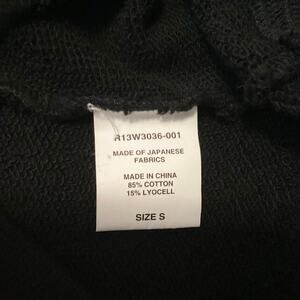 R13W3036-001
MADE OF JAPANESE
FABRICS
MADE IN CHINA
85% COTTON
15% LYOCELL
SIZE S